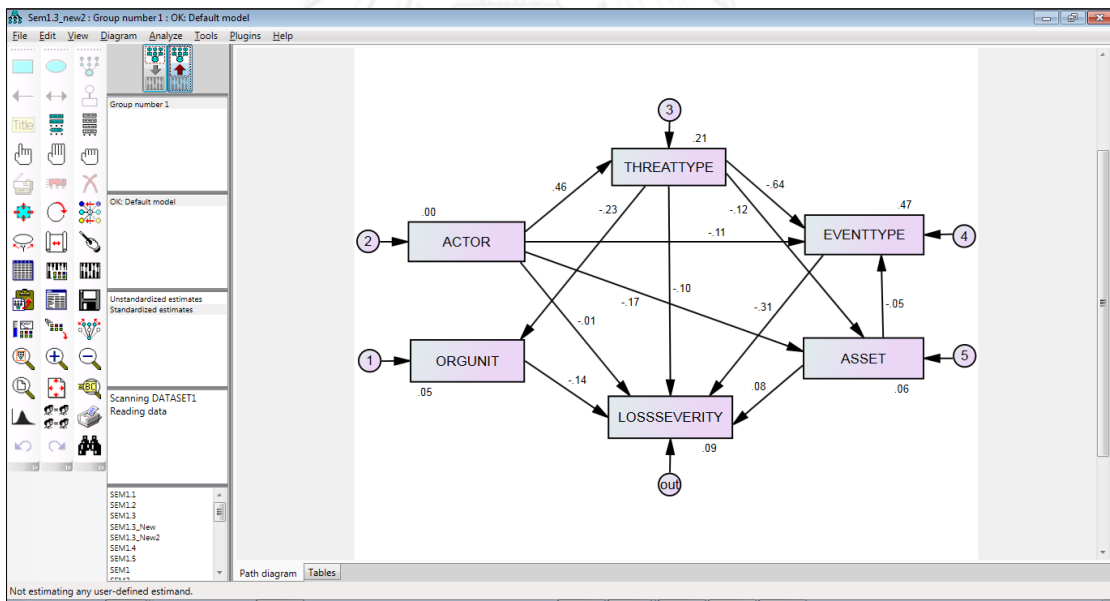 Sem1.3_new2 : Group number 1 : OK: Default model
File Edit View Diagram Analyze Tools Plugins Help
Title
Group number 1
OK: Default model
Unstandardized estimates
Standardized estimates
Scanning DATASET1
Reading data
SEM1.1
SEM1.2
SEM1.3
SEM1.3_New
SEM1.3_New2
SEM1.4
SEM1.5
SEM1
3
.21
THREATTYPE
.46
-.64
-.23
-.12
.00
.47
2
ACTOR
-.11
EVENTTYPE
4
-.10
-.17
-.31
-.05
-.01
1
ORGUNIT
ASSET
5
.05
-.14
.08
.06
LOSSSEVERITY
.09
out
Path diagram Tables
Not estimating any user-defined estimand.